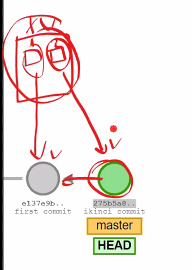 e137e9b.. 275b5a8..
first commit ikinci commit
master
HEAD